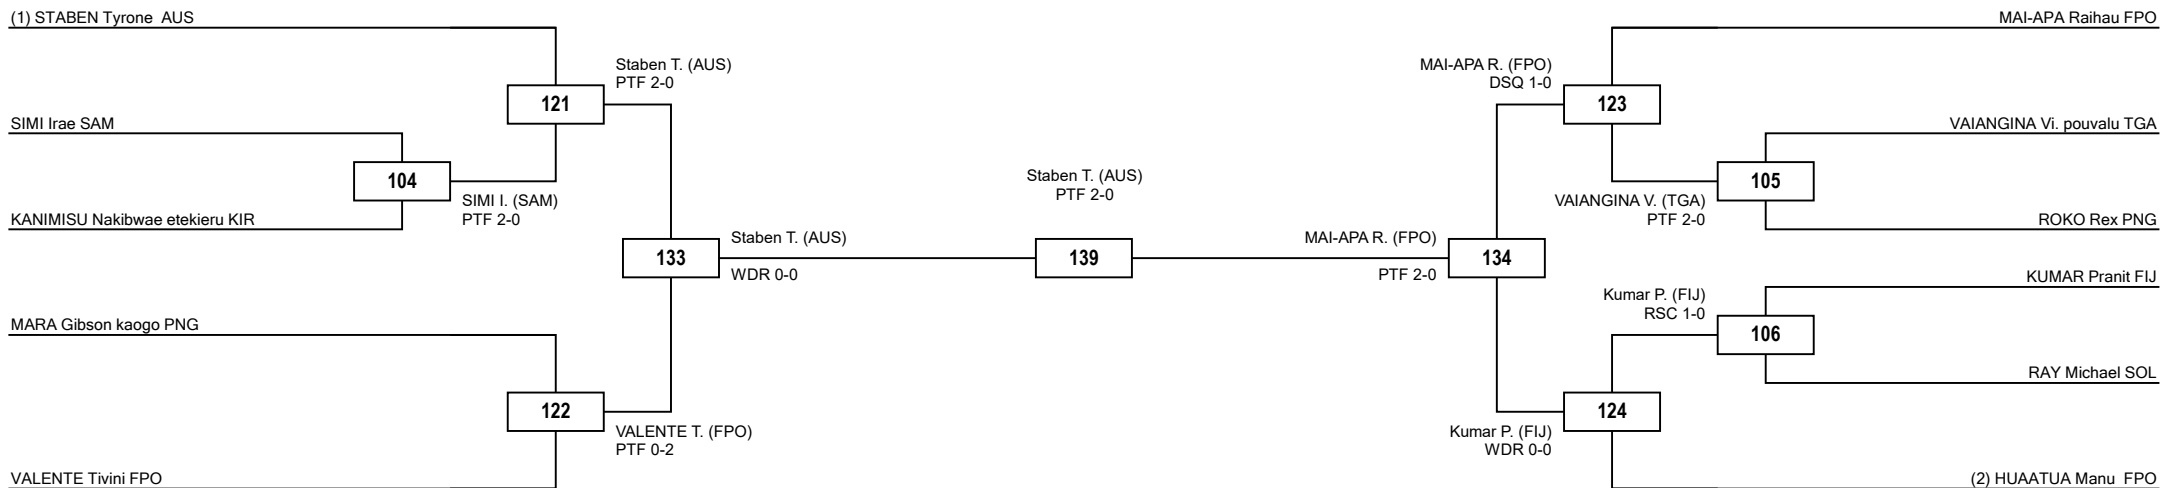 (1) STABEN Tyrone AUS
MAI-APA Raihau FPO
Staben T. (AUS)
PTF 2-0
MAI-APA R. (FPO)
DSQ 1-0
121
123
SIMI Irae SAM
VAIANGINA Vi. pouvalu TGA
104
Staben T. (AUS)
PTF 2-0
105
SIMI I. (SAM)
PTF 2-0
VAIANGINA V. (TGA)
PTF 2-0
KANIMISU Nakibwae etekieru KIR
ROKO Rex PNG
Staben T. (AUS)
MAI-APA R. (FPO)
133
139
134
WDR 0-0
PTF 2-0
KUMAR Pranit FIJ
Kumar P. (FIJ)
RSC 1-0
MARA Gibson kaogo PNG
106
RAY Michael SOL
122
124
VALENTE T. (FPO)
PTF 0-2
Kumar P. (FIJ)
WDR 0-0
VALENTE Tivini FPO
(2) HUAATUA Manu FPO